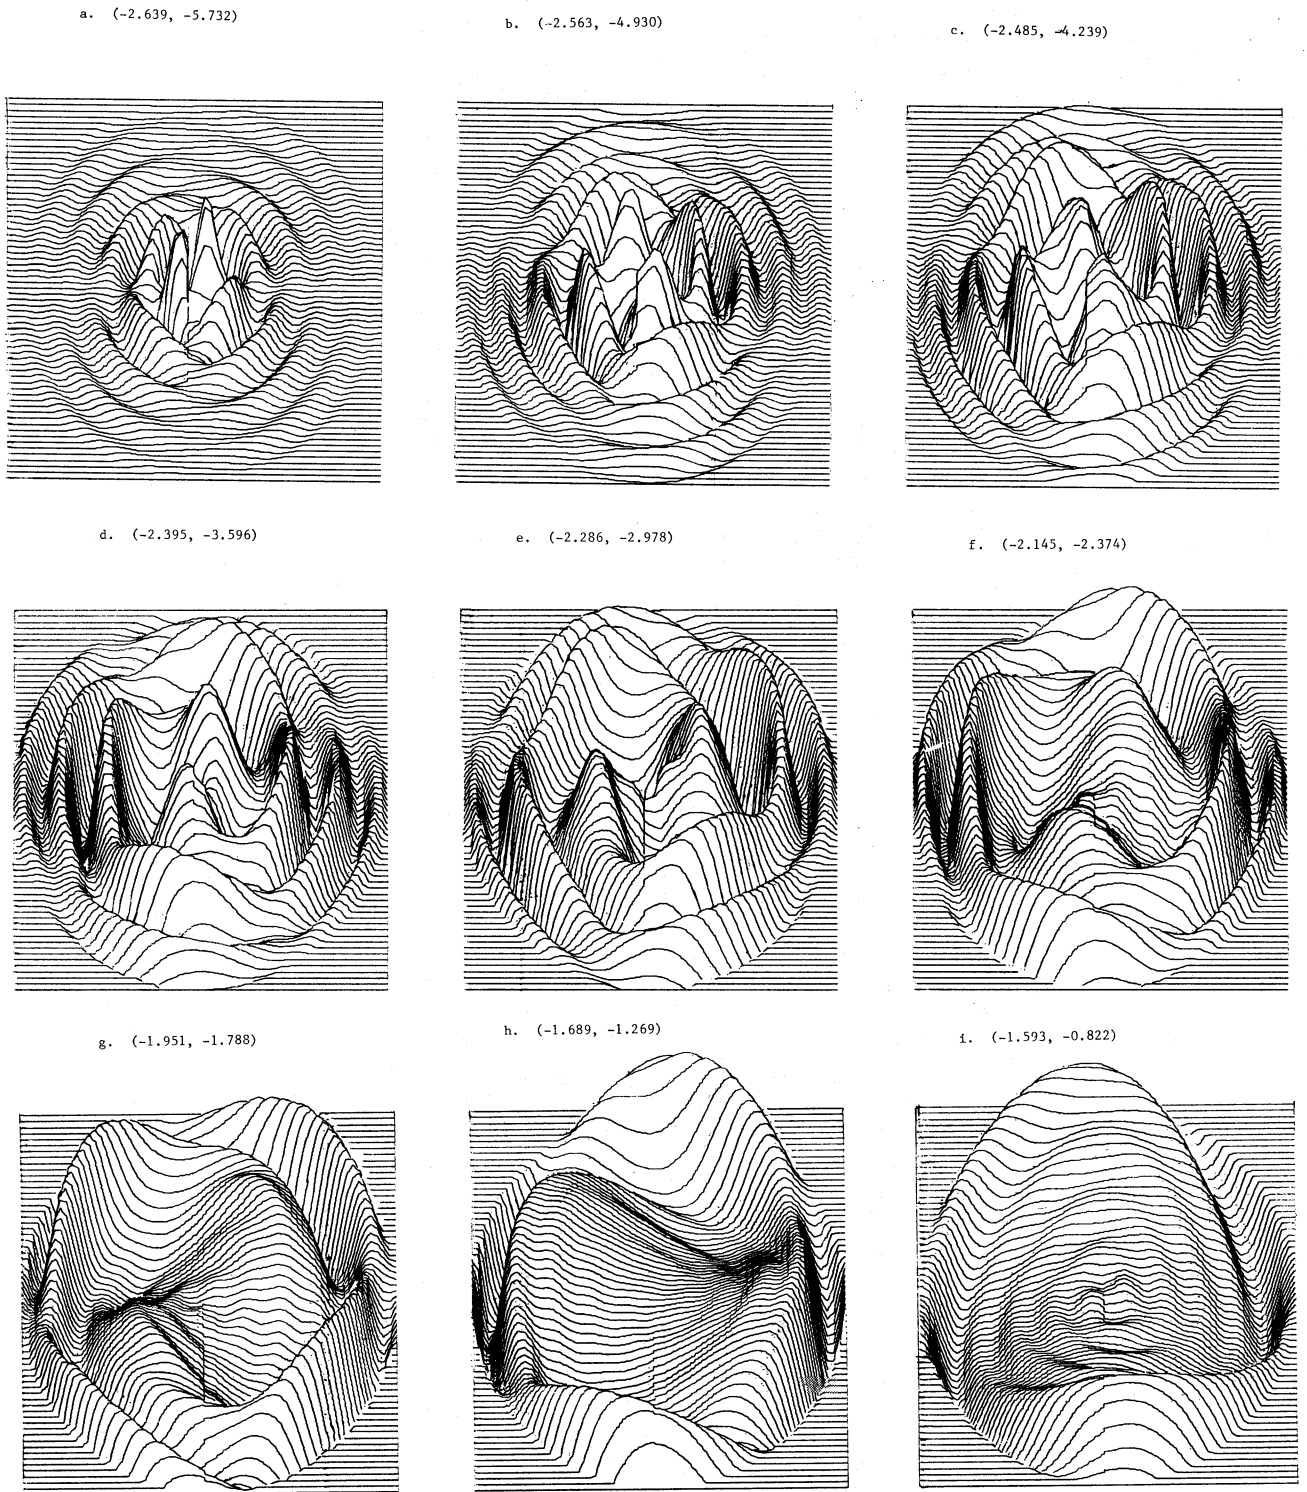 a. (-2.639, -5.732)
b. (-2.563, -4.930)
c. (-2.485, -4.239)
d. (-2.395, -3.596)
e. (-2.286, -2.978)
f. (-2.145, -2.374)
g. (-1.951, -1.788)
h. (-1.689, -1.269)
i. (-1.593, -0.822)